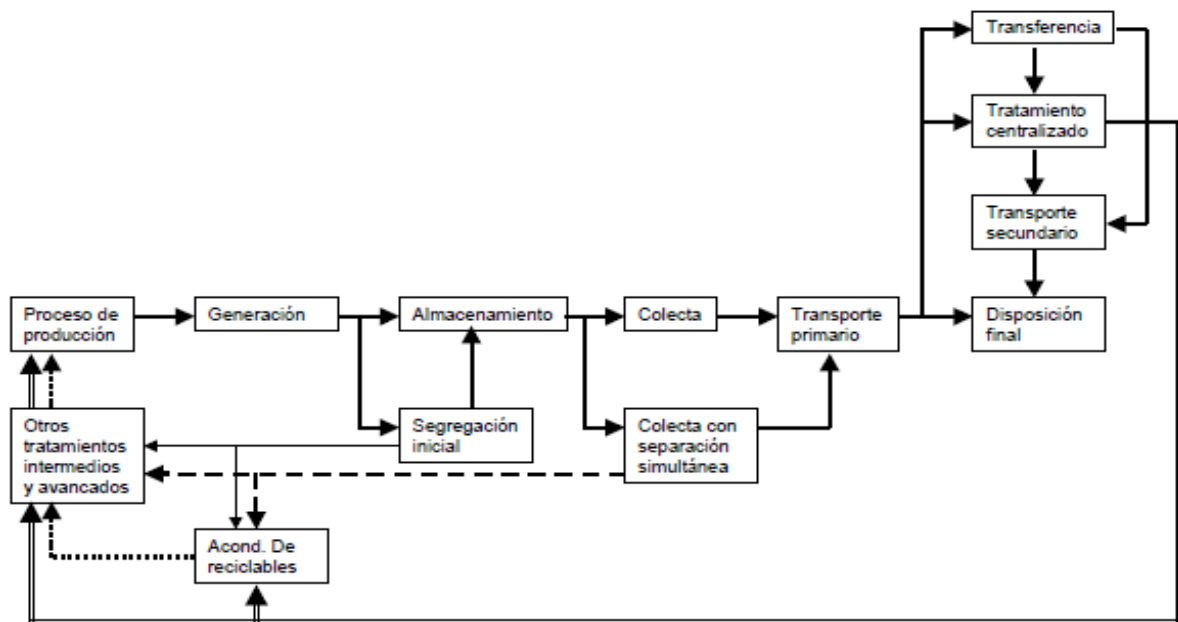 Transferencia
Tratamiento
centralizado
Transporte
secundario
Proceso de
producción
Generación
Almacenamiento
Colecta
Transporte
primario
Disposición
final
Otros
tratamientos
intermedios
y avancados
Segregación
inicial
Colecta con
separación
simultánea
Acond. De
reciclables